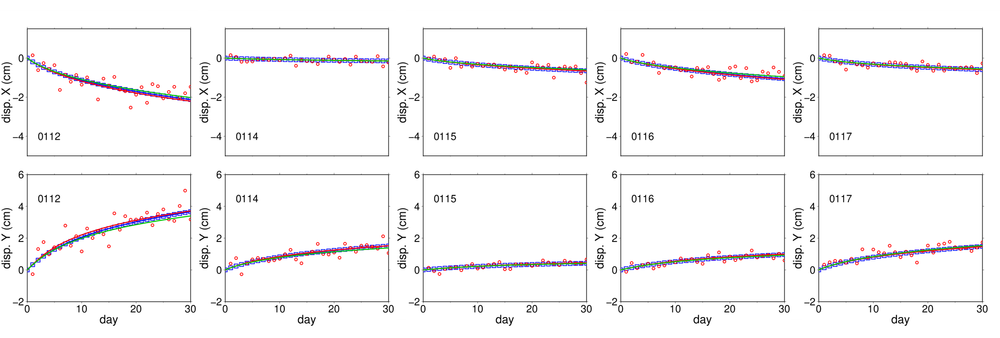 disp. X (cm) 0 −2 −4 0112
disp. X (cm) 0 −2 −4 0114
disp. X (cm) 0 −2 −4 0115
disp. X (cm) 0 −2 −4 0116
disp. X (cm) 0 −2 −4 0117
disp. Y (cm) 6 4 2 0 −2 0112
0 10 20 30
day
disp. Y (cm) 6 4 2 0 −2 0114
0 10 20 30
day
disp. Y (cm) 6 4 2 0 −2 0115
0 10 20 30
day
disp. Y (cm) 6 4 2 0 −2 0116
0 10 20 30
day
disp. Y (cm) 6 4 2 0 −2 0117
0 10 20 30
day